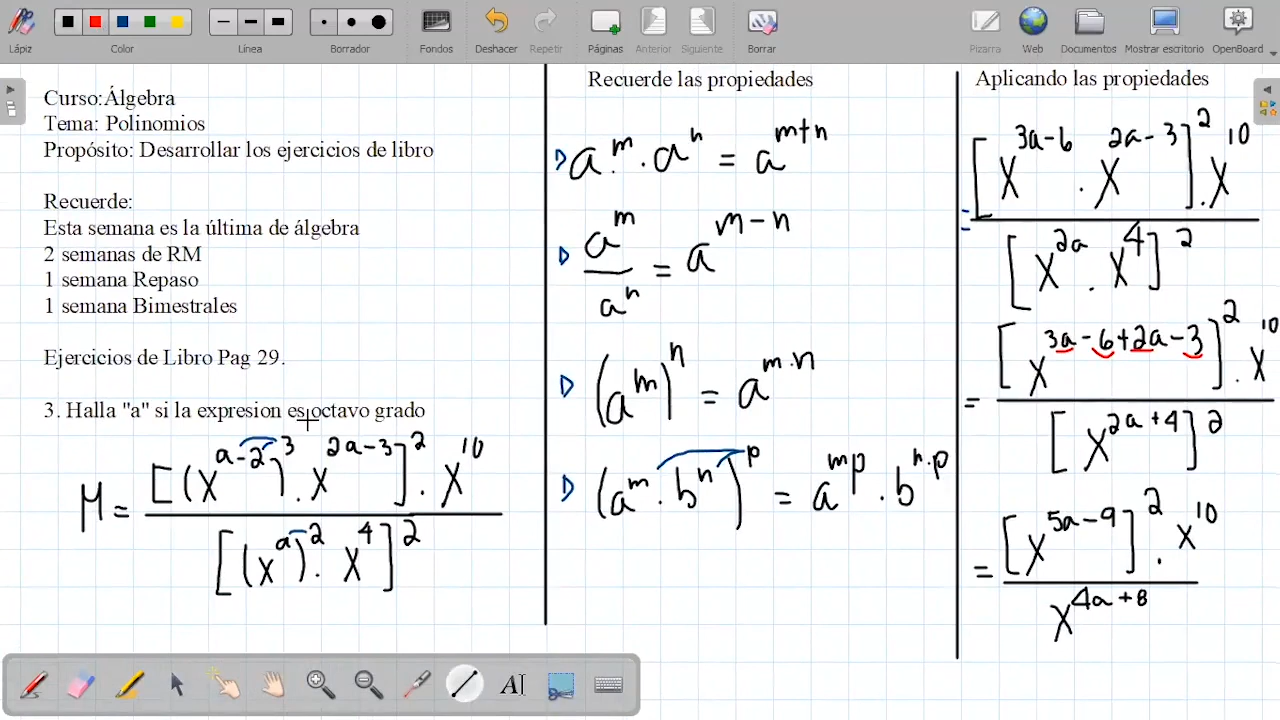 Lápiz Color Línea Borrador Fondos Deshacer Repetir Páginas Anterior Siguiente Borrar Pizarra Web Documentos Mostrar escritorio OpenBoard
Curso:Álgebra
Tema: Polinomios
Propósito: Desarrollar los ejercicios de libro
Recuerde:
Esta semana es la última de álgebra
2 semanas de RM
1 semana Repaso
1 semana Bimestrales
Ejercicios de Libro Pag 29.
3. Halla "a" si la expresion es octavo grado
M = [(x^(a-2))^3 . x^(2a-3)]^2 . x^10 / [(x^a)^2 . x^4]^2
Recuerde las propiedades
a^m . a^n = a^(m+n)
a^m / a^n = a^(m-n)
(a^m)^n = a^(m.n)
(a^m . b^n)^p = a^(mp) . b^(n.p)
Aplicando las propiedades
= [x^(3a-6) . x^(2a-3)]^2 . x^10 / [x^(2a) . x^4]^2
= [x^(3a-6+2a-3)]^2 . x^10 / [x^(2a+4)]^2
= [x^(5a-9)]^2 . x^10 / x^(4a+8)
AI